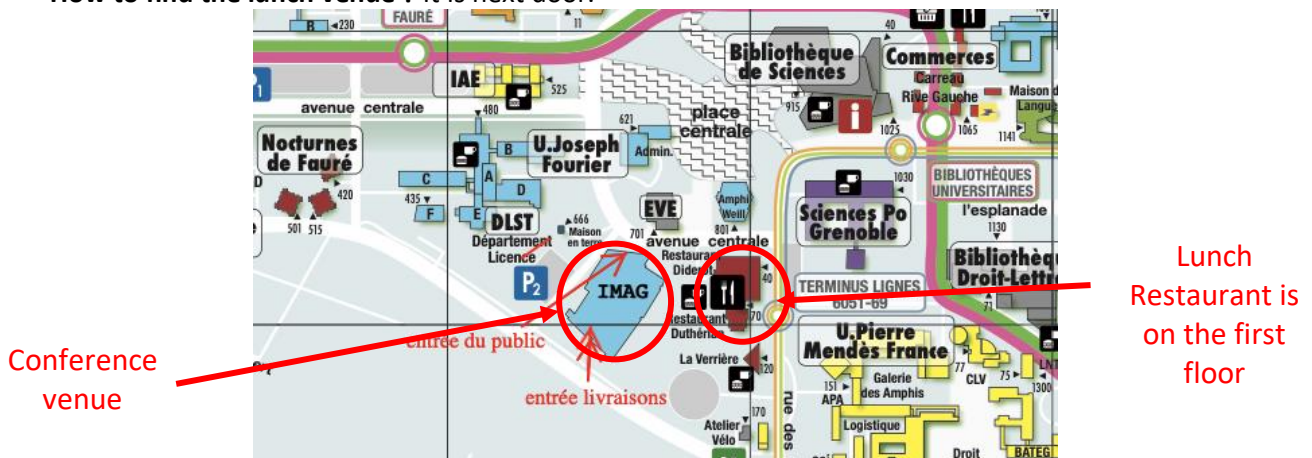 How to find the lunch venue ? It is next door.
B
230
FAURÉ
11
40
Bibliothèque
de Sciences
Commerces
Carreau
Rive Gauche
Maison d
Langu
IAE
525
P1
avenue centrale
480
915
1025
1065
1141
place
centrale
621
Nocturnes
de Fauré
B
U.Joseph
Fourier
Admin.
1030
BIBLIOTHÈQUES
UNIVERSITAIRES
D
C
A
D
420
435
F
E
501 515
DLST
Département
Licence
666
Maison
en terre
EVE
701
Amphi
Weill
801
Sciences Po
Grenoble
l'esplanade
1130
avenue centrale
Restauran
Diderot
40
Bibliothèq
Droit-Lettr
71
P2
IMAG
TERMINUS LIGNES
6051-69
70
Restaurant
Duthérian
U.Pierre
Mendès France
entrée du public
La Verrière
120
77
CLV
75
LNT
1300
151
APA
Galerie
des Amphis
entrée livraisons
rue des
170
Atelier
Vélo
Logistique
Droit
BATEG
Conference
venue
Lunch
Restaurant is
on the first
floor